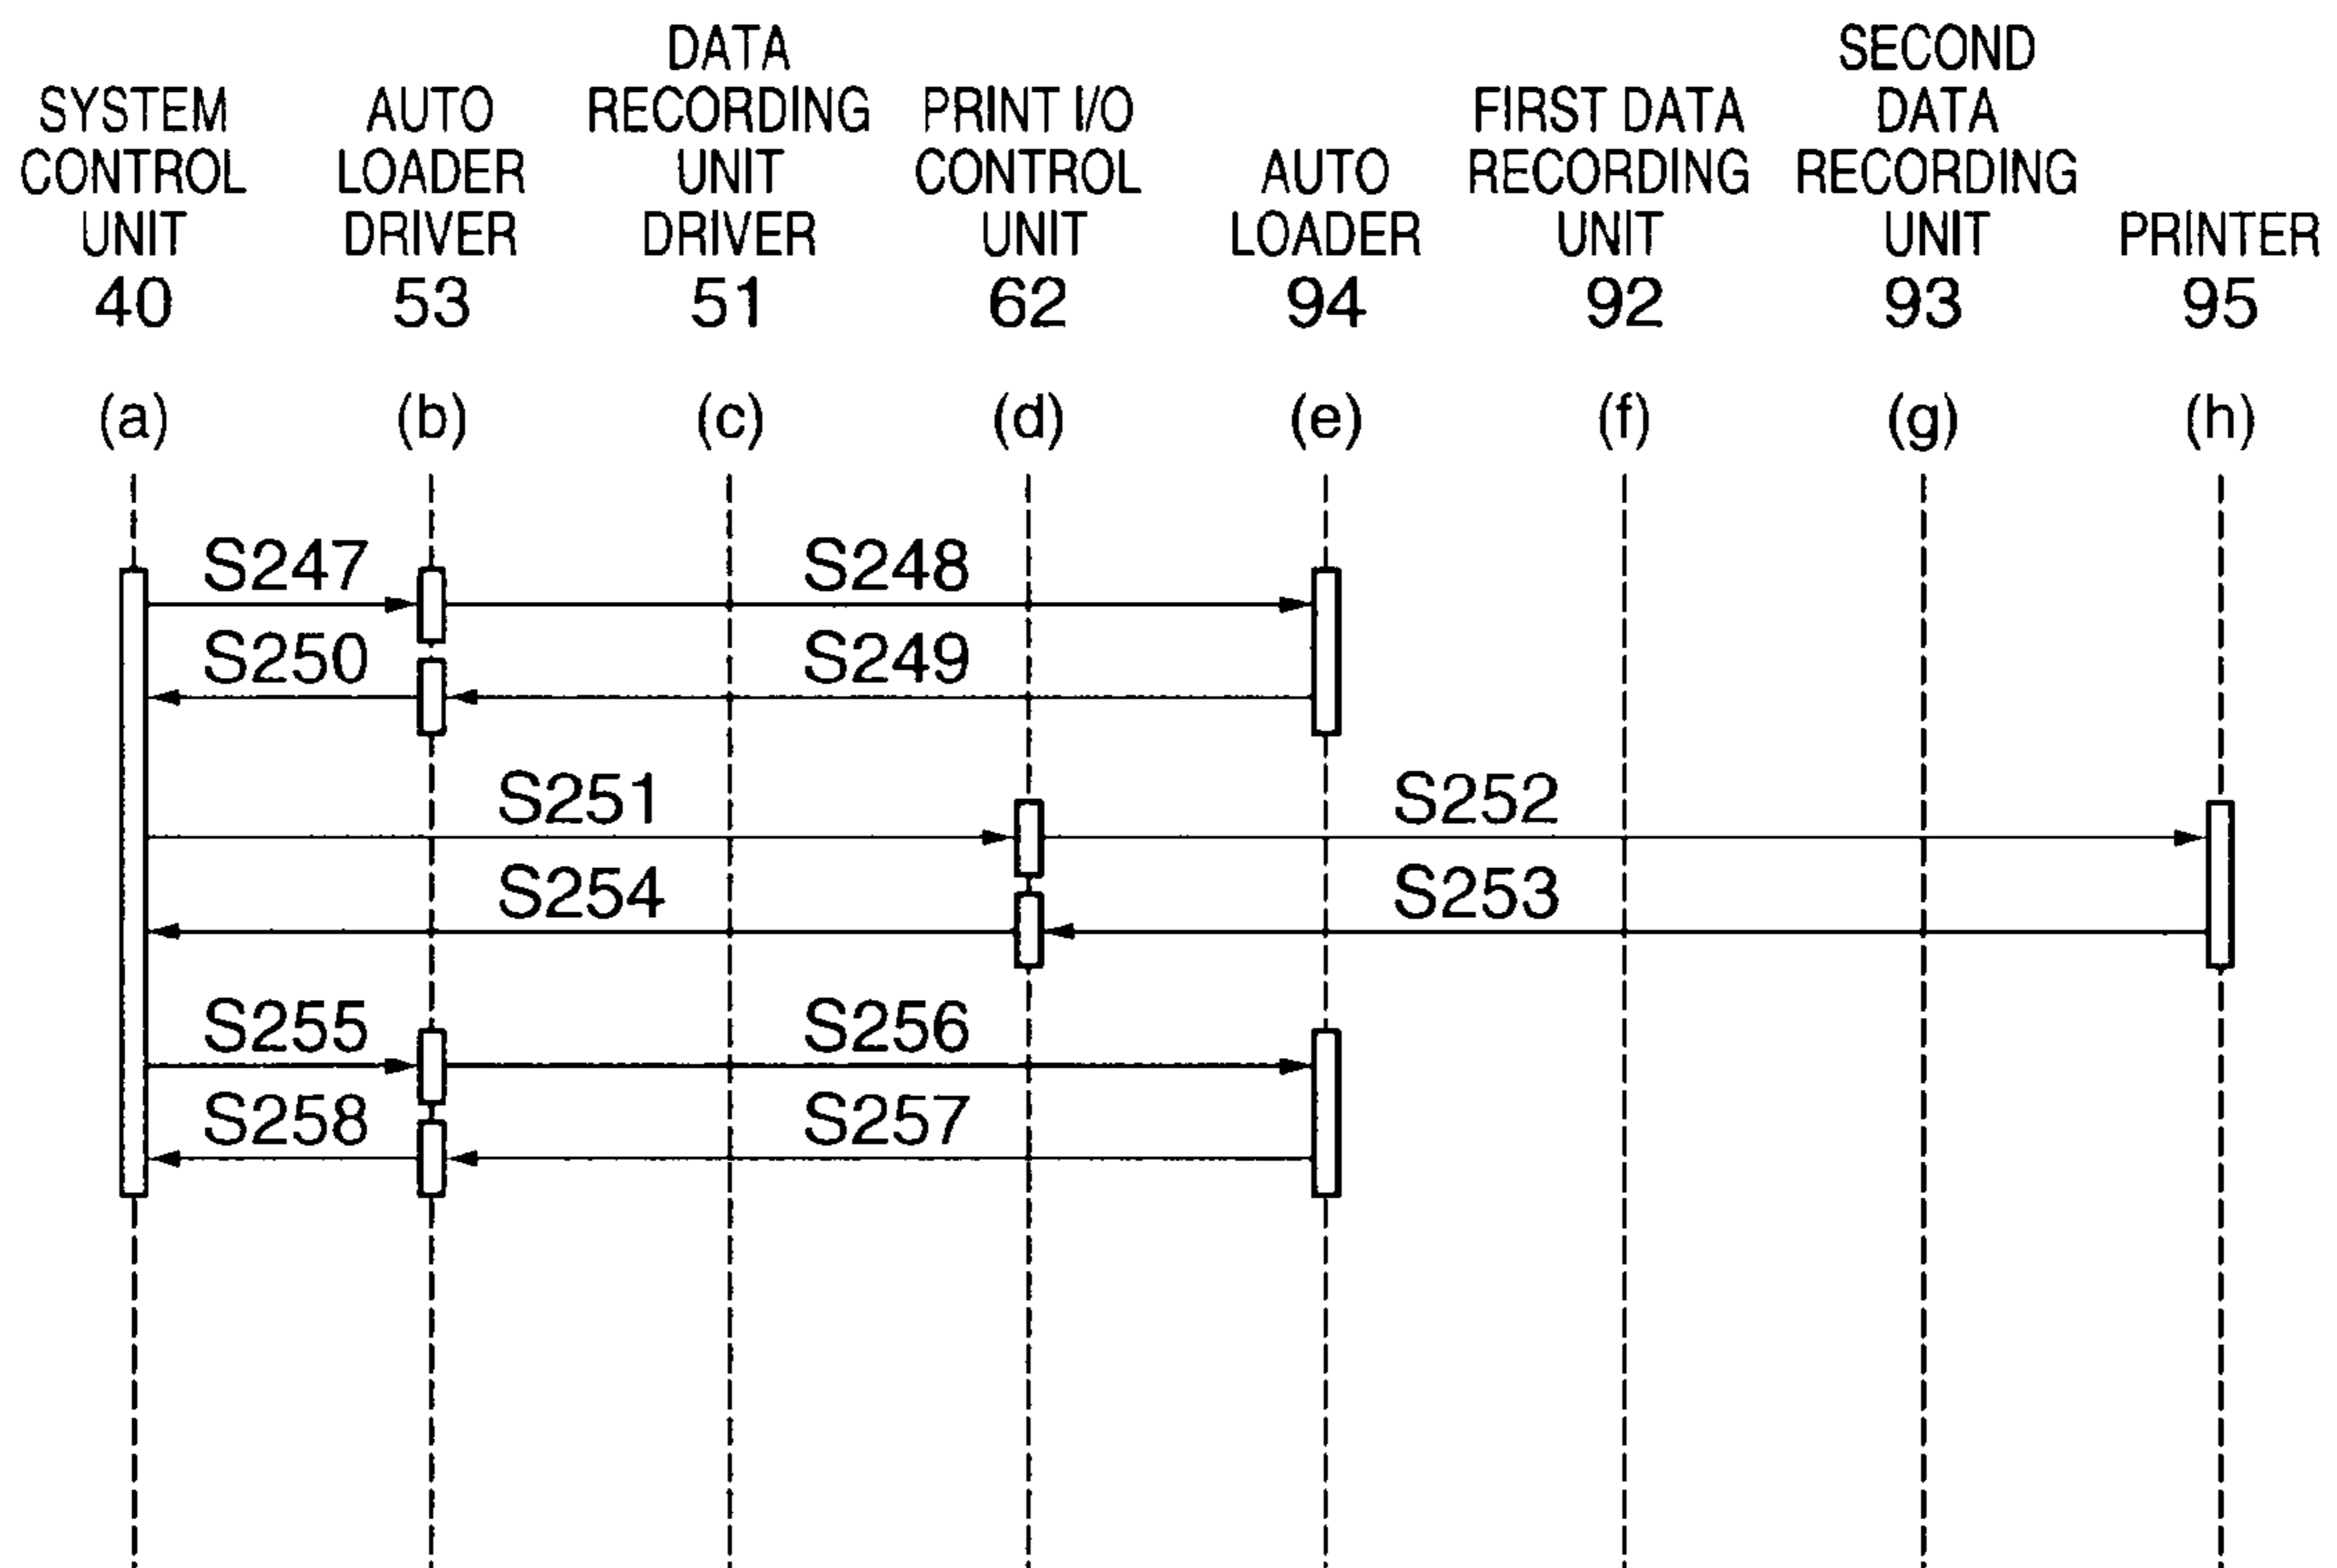 SYSTEM
CONTROL
UNIT
40
(a)
AUTO
LOADER
DRIVER
53
(b)
DATA
RECORDING
UNIT
DRIVER
51
(c)
PRINT I/O
CONTROL
UNIT
62
(d)
AUTO
LOADER
94
(e)
FIRST DATA
RECORDING
UNIT
92
(f)
SECOND
DATA
RECORDING
UNIT
93
(g)
PRINTER
95
(h)
S247
S248
S250
S249
S251
S252
S254
S253
S255
S256
S258
S257